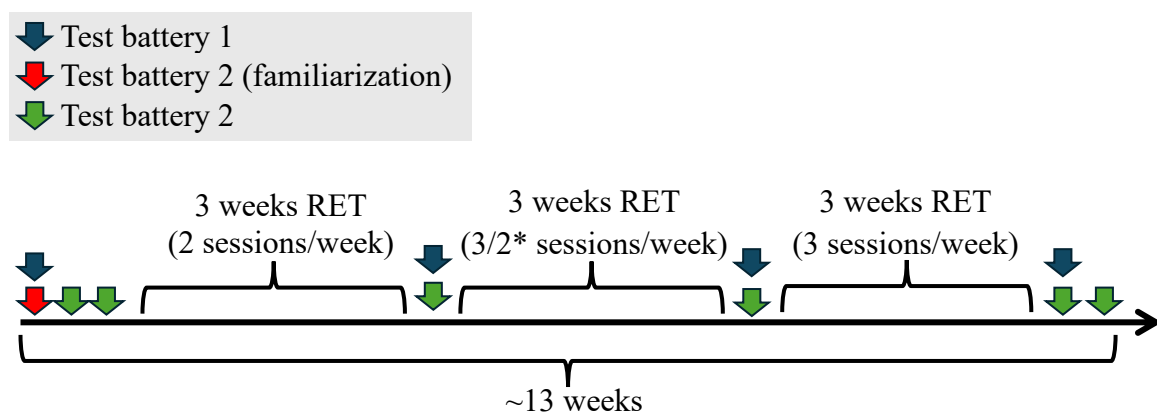 Test battery 1
Test battery 2 (familiarization)
Test battery 2
3 weeks RET
(2 sessions/week)
3 weeks RET
(3/2* sessions/week)
3 weeks RET
(3 sessions/week)
~13 weeks